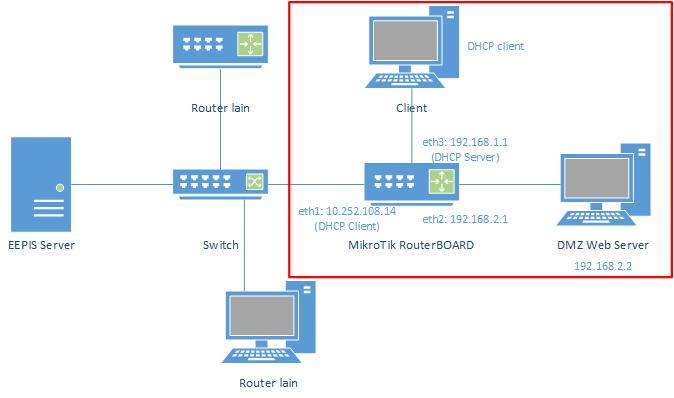 DHCP client
Router lain
Client
eth3: 192.168.1.1
(DHCP Server)
eth1: 10.252.108.14
(DHCP Client)
eth2: 192.168.2.1
EEPIS Server
Switch
MikroTik RouterBOARD
DMZ Web Server
192.168.2.2
Router lain